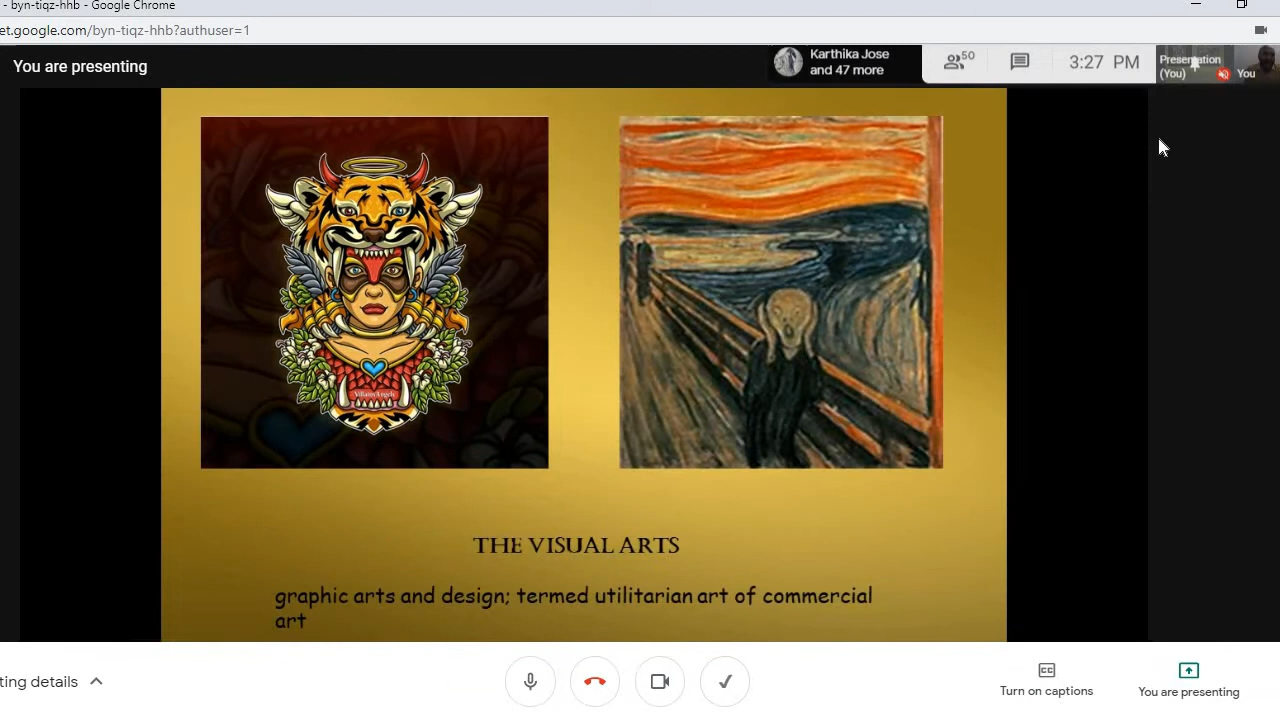 - byn-tiqz-hhb - Google Chrome
et.google.com/byn-tiqz-hhb?authuser=1
You are presenting
Karthika Jose
and 47 more
50
3:27 PM
Presentation
(You)
You
VillainAngels
THE VISUAL ARTS
graphic arts and design; termed utilitarian art of commercial
art
ting details
Turn on captions
You are presenting